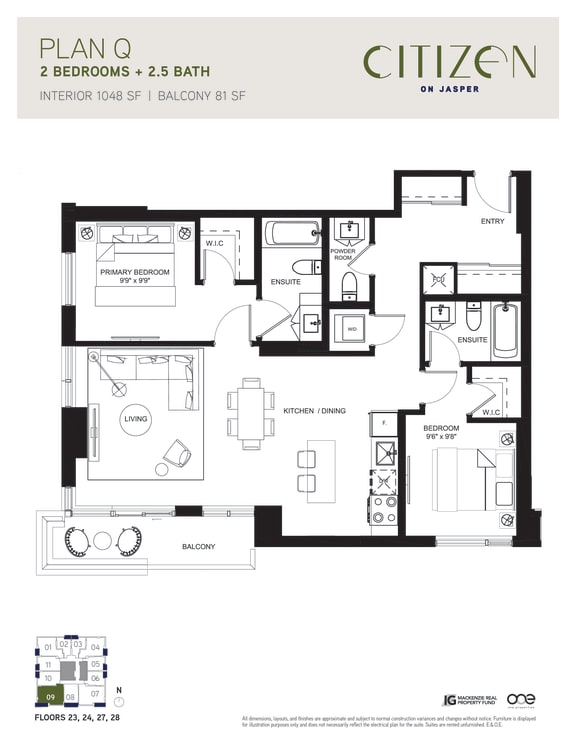 PLAN Q
2 BEDROOMS + 2.5 BATH
INTERIOR 1048 SF | BALCONY 81 SF
CITIZEN
ON JASPER
ENTRY
W.I.C
POWDER
ROOM
PRIMARY BEDROOM
9'9" x 9'9"
ENSUITE
FCU
W/D
ENSUITE
LIVING
KITCHEN / DINING
W.I.C
F.
BEDROOM
9'6" x 9'8"
BALCONY
01 02 03 04
11 05
10 06
09 08 07
N
FLOORS 23, 24, 27, 28
MACKENZIE REAL
PROPERTY FUND
one
All dimensions, layouts, and finishes are approximate and subject to normal construction variances and changes without notice. Furniture is displayed
for illustration purposes only and does not necessarily reflect the electrical plan for the suite. Suites are rented unfurnished. E.&O.E.